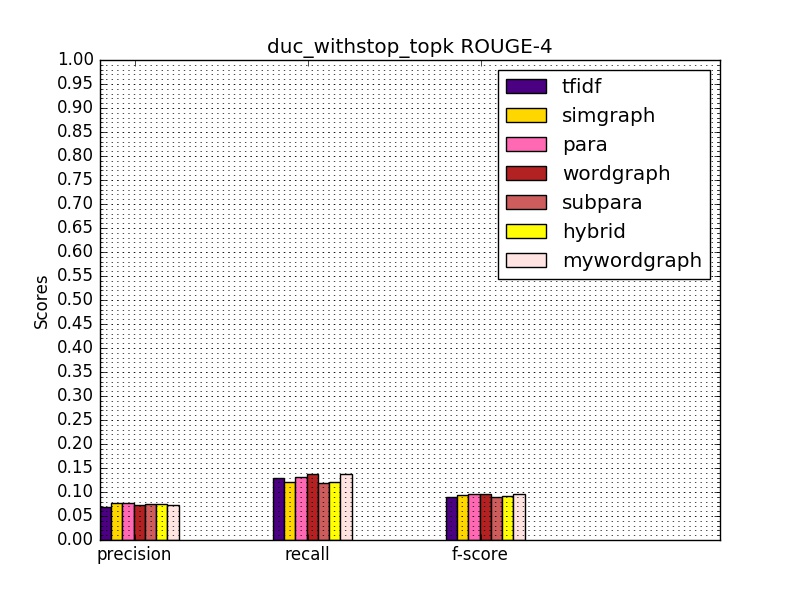 duc_withstop_topk ROUGE-4
1.00
0.95
0.90
0.85
0.80
0.75
0.70
0.65
0.60
0.55
0.50
0.45
0.40
0.35
0.30
0.25
0.20
0.15
0.10
0.05
0.00
Scores
tfidf
simgraph
para
wordgraph
subpara
hybrid
mywordgraph
precision recall f-score